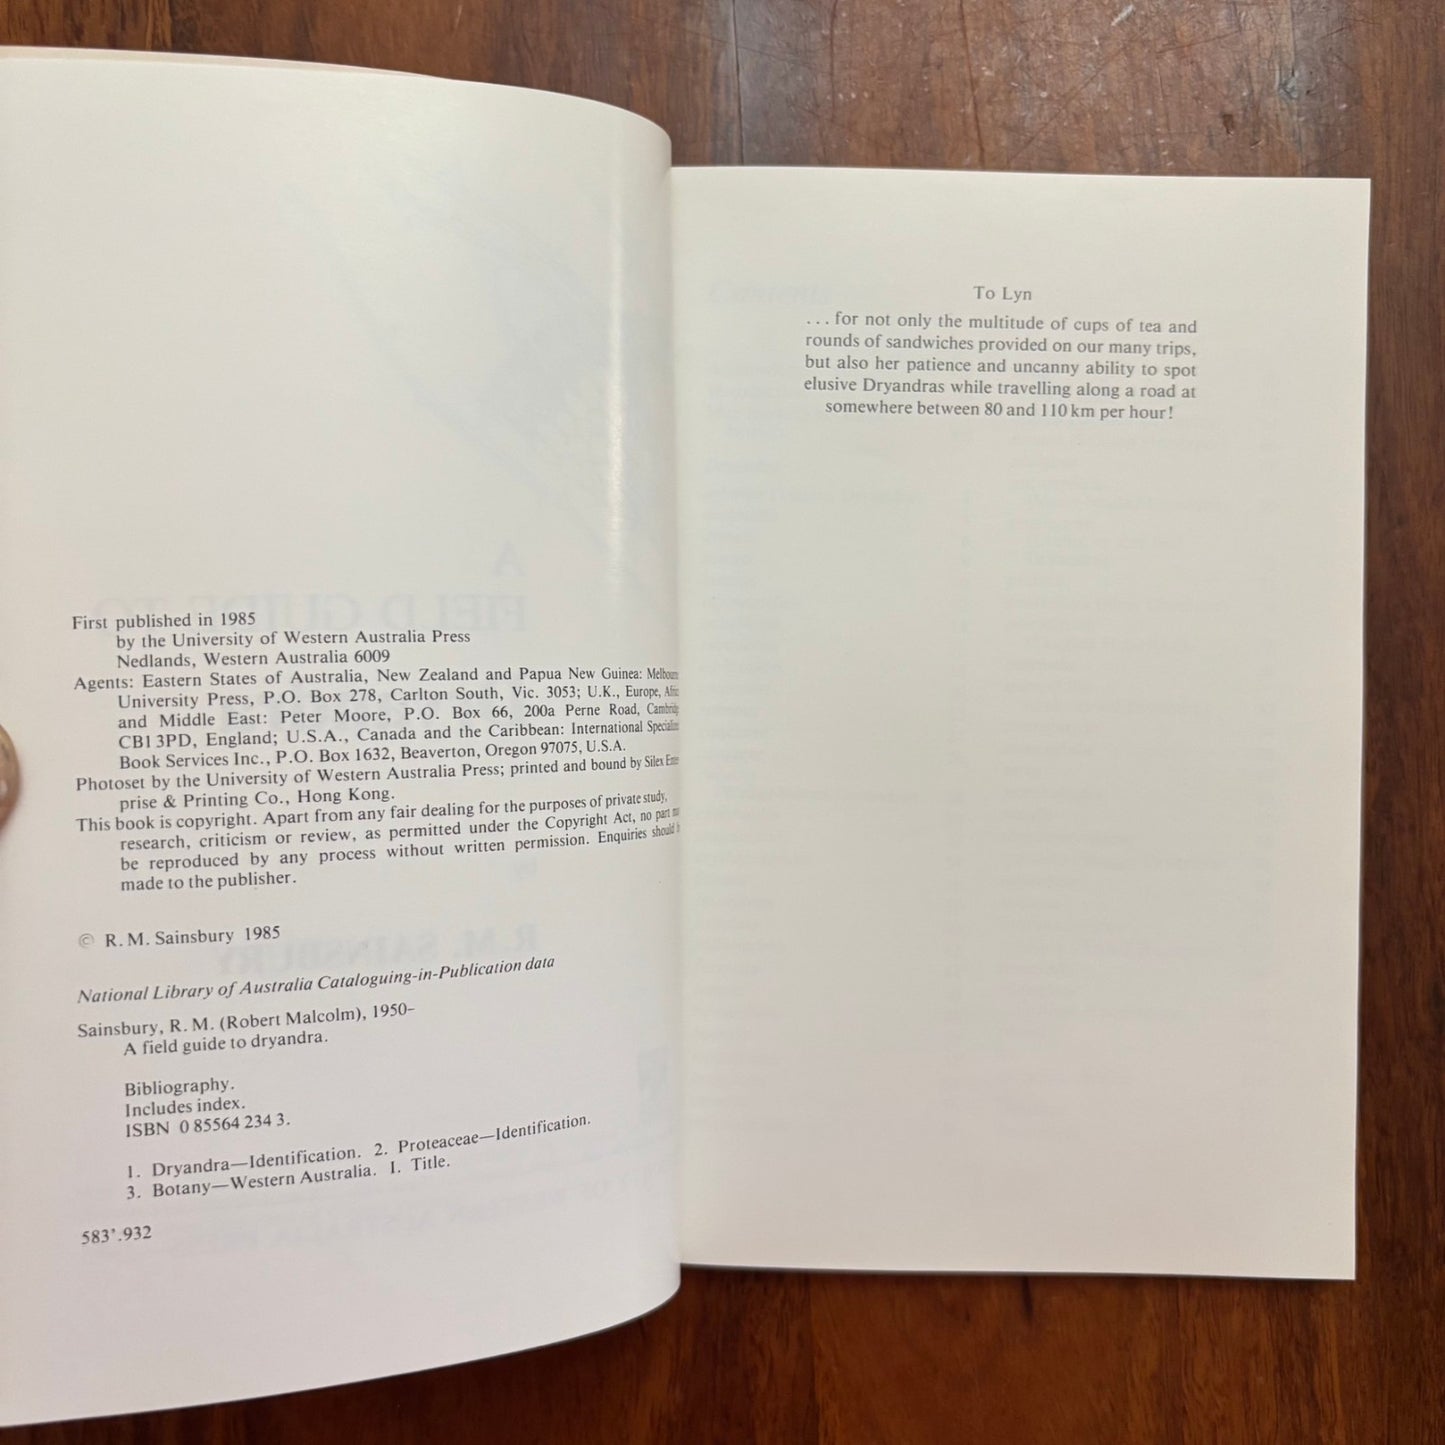 First published in 1985
by the University of Western Australia Press
Nedlands, Western Australia 6009
Agents: Eastern States of Australia, New Zealand and Papua New Guinea:
University Press, P.O. Box 278, Carlton South, Vic. 3053; U.K., Europe,
and Middle East: Peter Moore, P.O. Box 66, 200a Perne Road,
CB1 3PD, England; U.S.A., Canada and the Caribbean: International
Book Services Inc., P.O. Box 1632, Beaverton, Oregon 97075, U.S.A.
Photoset by the University of Western Australia Press; printed and bound by Silex
prise & Printing Co., Hong Kong.
This book is copyright. Apart from any fair dealing for the purposes of private study,
research, criticism or review, as permitted under the Copyright Act, no part
be reproduced by any process without written permission. Enquiries should
made to the publisher.
© R. M. Sainsbury 1985
National Library of Australia Cataloguing-in-Publication data
Sainsbury, R. M. (Robert Malcolm), 1950–
A field guide to dryandra.
Bibliography.
Includes index.
ISBN 0 85564 234 3.
1. Dryandra—Identification. 2. Proteaceae—Identification.
3. Botany—Western Australia. I. Title.
583'.932
To Lyn
. . . for not only the multitude of cups of tea and
rounds of sandwiches provided on our many trips,
but also her patience and uncanny ability to spot
elusive Dryandras while travelling along a road at
somewhere between 80 and 110 km per hour!